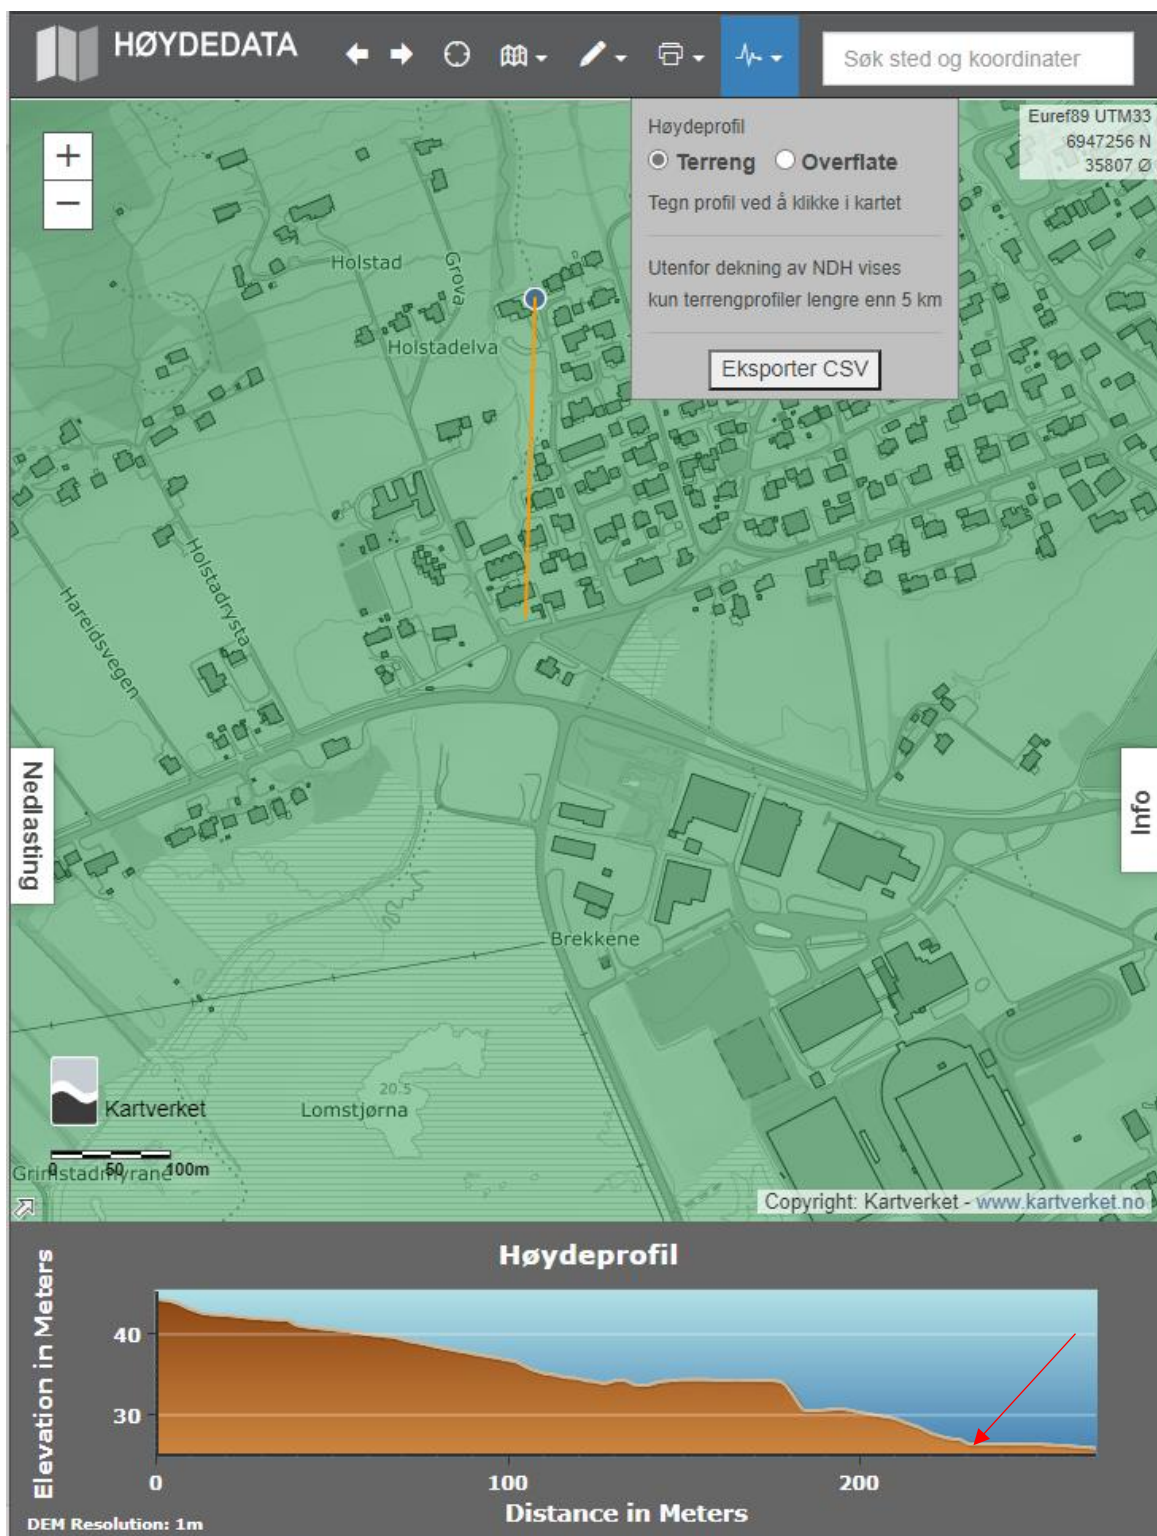 HØYDEDATA
Søk sted og koordinater
Høydeprofil
Terreng Overflate
Tegn profil ved å klikke i kartet
Utenfor dekning av NDH vises
kun terrengprofiler lengre enn 5 km
Eksporter CSV
Euref89 UTM33
6947256 N
35807 Ø
+
−
Holstad
Grova
Holstadelva
Holstadrysta
Hareidsvegen
Nedlasting
Info
Brekkene
20.5
Lomstjørna
Kartverket
0 50 100m
Grimstadmyrane
Copyright: Kartverket - www.kartverket.no
Høydeprofil
Elevation in Meters
40
30
0 100 200
Distance in Meters
DEM Resolution: 1m